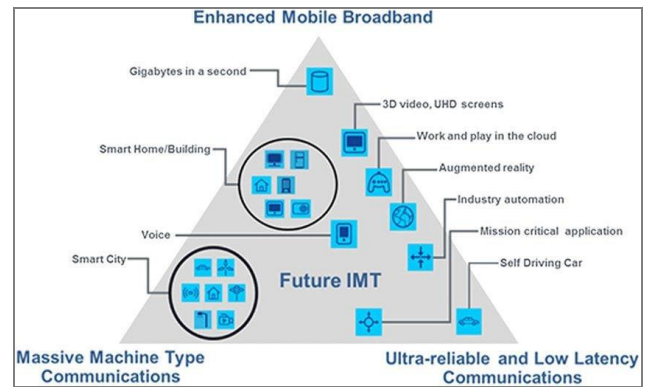 Enhanced Mobile Broadband
Gigabytes in a second
3D video, UHD screens
Work and play in the cloud
Smart Home/Building
Augmented reality
Industry automation
Mission critical application
Voice
Smart City
Self Driving Car
Future IMT
Massive Machine Type
Communications
Ultra-reliable and Low Latency
Communications